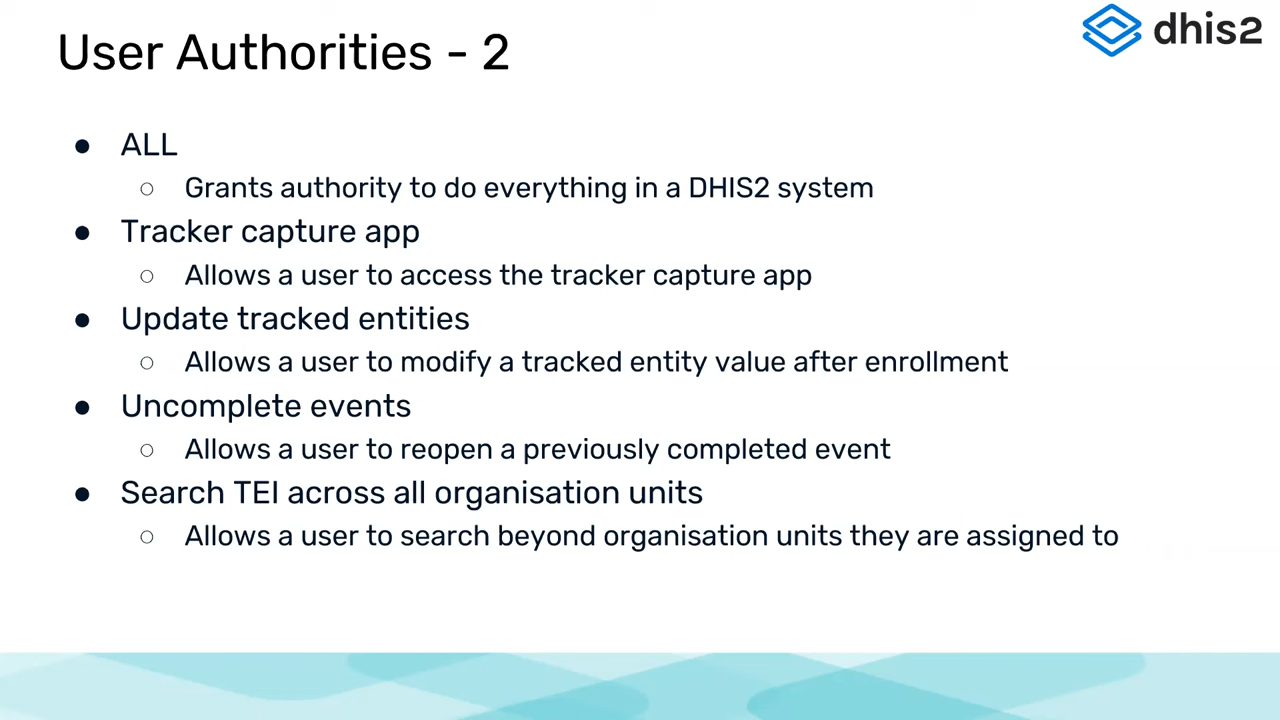 User Authorities - 2
dhis2
● ALL
○ Grants authority to do everything in a DHIS2 system
● Tracker capture app
○ Allows a user to access the tracker capture app
● Update tracked entities
○ Allows a user to modify a tracked entity value after enrollment
● Uncomplete events
○ Allows a user to reopen a previously completed event
● Search TEI across all organisation units
○ Allows a user to search beyond organisation units they are assigned to